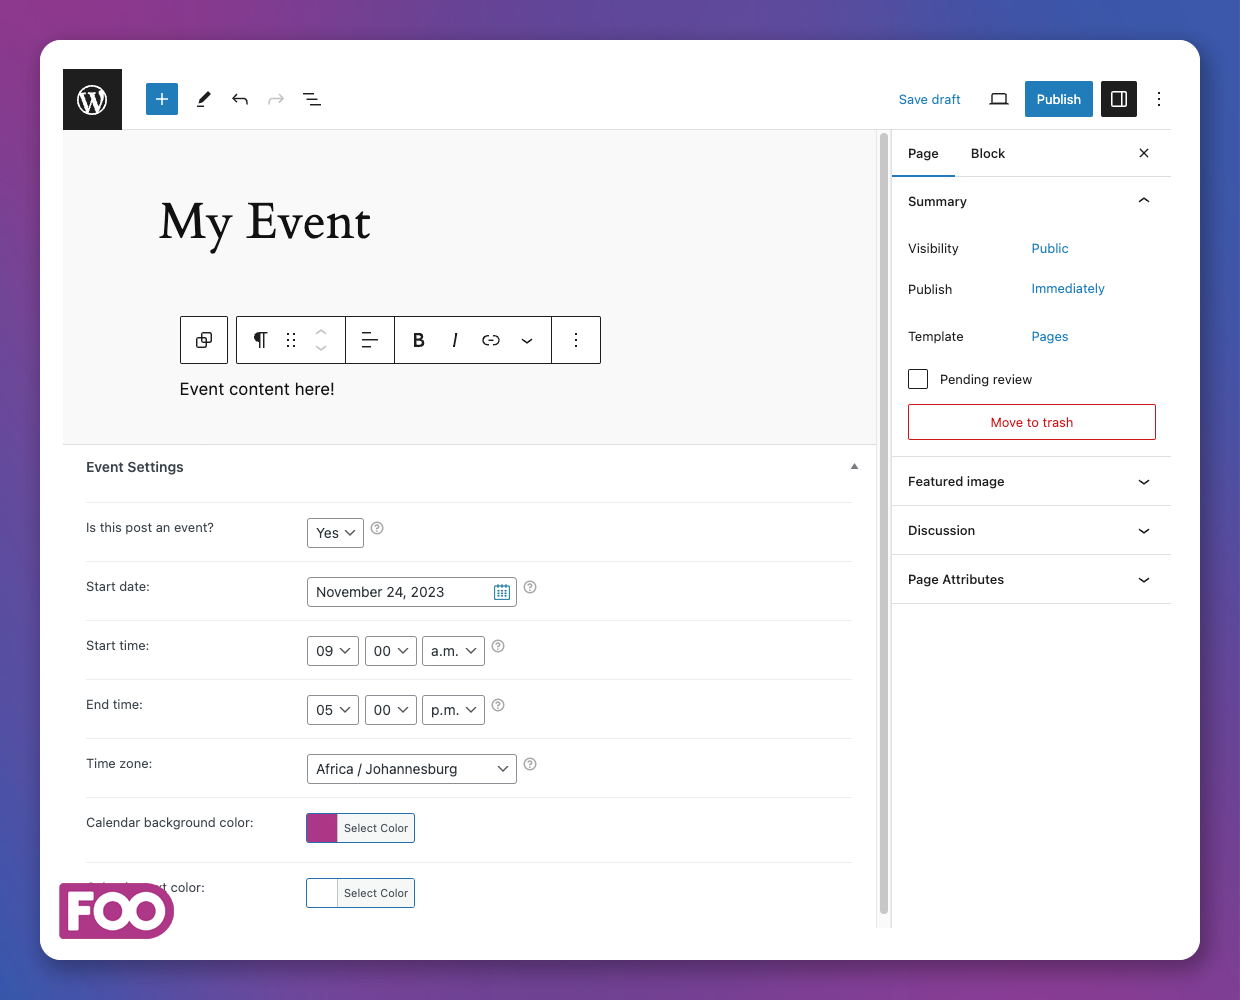 Save draft
Publish
Page Block
My Event
Summary
Visibility Public
Publish Immediately
Template Pages
Pending review
Move to trash
B I
Event content here!
Event Settings
Featured image
Discussion
Page Attributes
Is this post an event? Yes
Start date: November 24, 2023
Start time: 09 00 a.m.
End time: 05 00 p.m.
Time zone: Africa / Johannesburg
Calendar background color: Select Color
color: Select Color
FOO